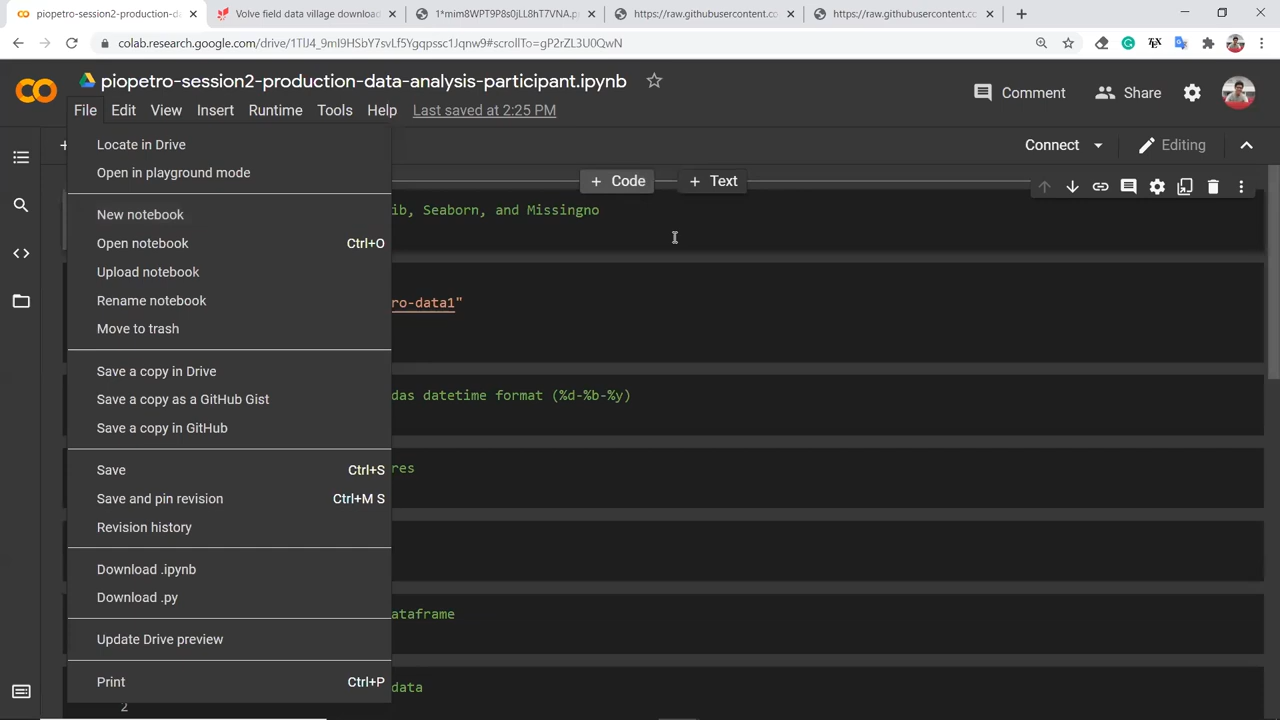 piopetro-session2-production-d
Volve field data village download
1*mim8WPT9P8s0jLL8hT7VNA.p
https://raw.githubusercontent.co
https://raw.githubusercontent.cc
colab.research.google.com/drive/1TlJ4_9mI9HSbY7svLf5Ygqpssc1Jqnw9#scrollTo=gP2rZL3U0QwN
piopetro-session2-production-data-analysis-participant.ipynb
File Edit View Insert Runtime Tools Help Last saved at 2:25 PM
Comment Share
Connect Editing
+ Code + Text
Locate in Drive
Open in playground mode
New notebook
Open notebook Ctrl+O
Upload notebook
Rename notebook
Move to trash
Save a copy in Drive
Save a copy as a GitHub Gist
Save a copy in GitHub
Save Ctrl+S
Save and pin revision Ctrl+M S
Revision history
Download .ipynb
Download .py
Update Drive preview
Print Ctrl+P
ib, Seaborn, and Missingno
ro-data1"
das datetime format (%d-%b-%y)
res
ataframe
data
2